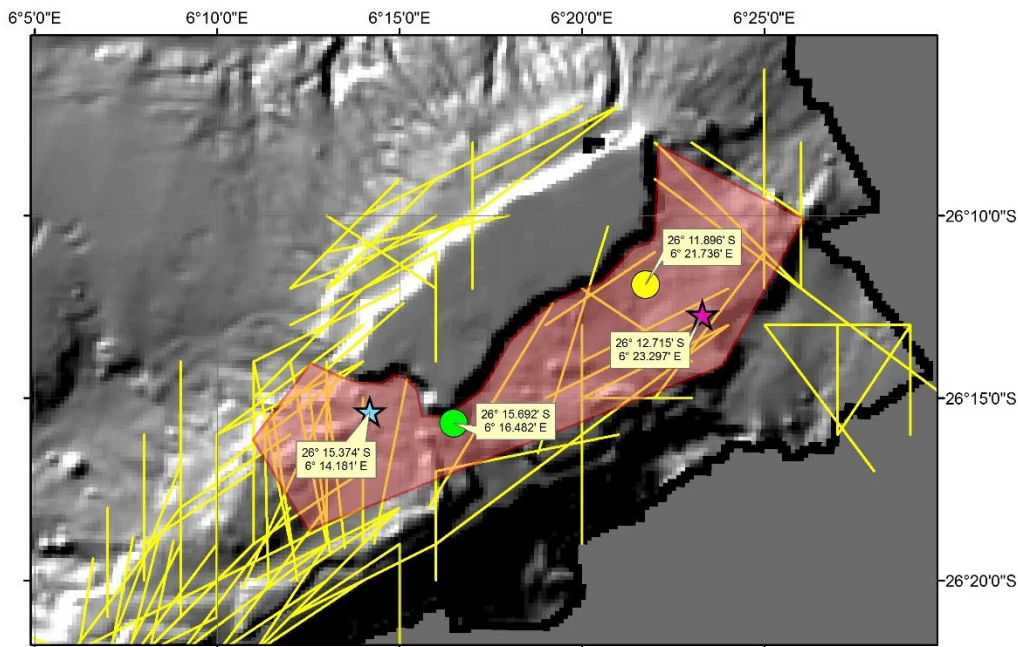 6°5'0"E 6°10'0"E 6°15'0"E 6°20'0"E 6°25'0"E
26°10'0"S
26° 11.896' S
6° 21.736' E
26° 12.715' S
6° 23.297' E
26°15'0"S
26° 15.692' S
6° 16.482' E
26° 15.374' S
6° 14.181' E
26°20'0"S